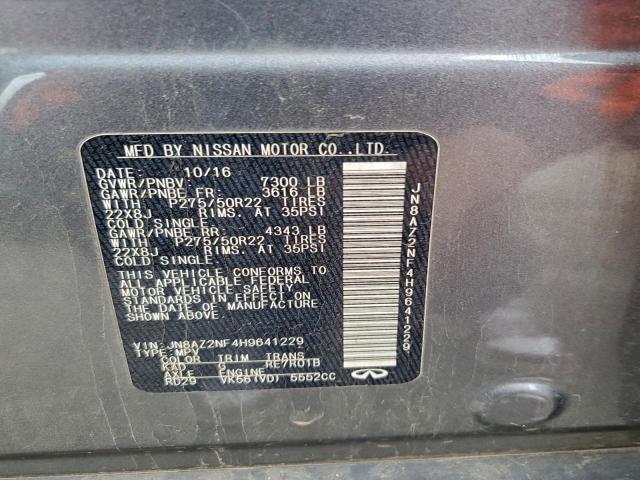 MFD BY NISSAN MOTOR CO.,LTD.
DATE: 10/16
GVWR/PNBV: 7300 LB
GAWR/PNBE FR: 3616 LB
WITH P275/50R22 TIRES
22X8J RIMS. AT 35PSI
COLD SINGLE
GAWR/PNBE RR: 4343 LB
WITH P275/50R22 TIRES
22X8J RIMS. AT 35PSI
COLD SINGLE
THIS VEHICLE CONFORMS TO
ALL APPLICABLE FEDERAL
MOTOR VEHICLE SAFETY
STANDARDS IN EFFECT ON
THE DATE OF MANUFACTURE
SHOWN ABOVE.
VIN: JN8AZ2NF4H9641229
TYPE: MPV
COLOR TRIM TRANS
KAD G RE7R01B
AXLE ENGINE
RD29 VK56(VD) 5552CC
JN8AZ2NF4H9641229